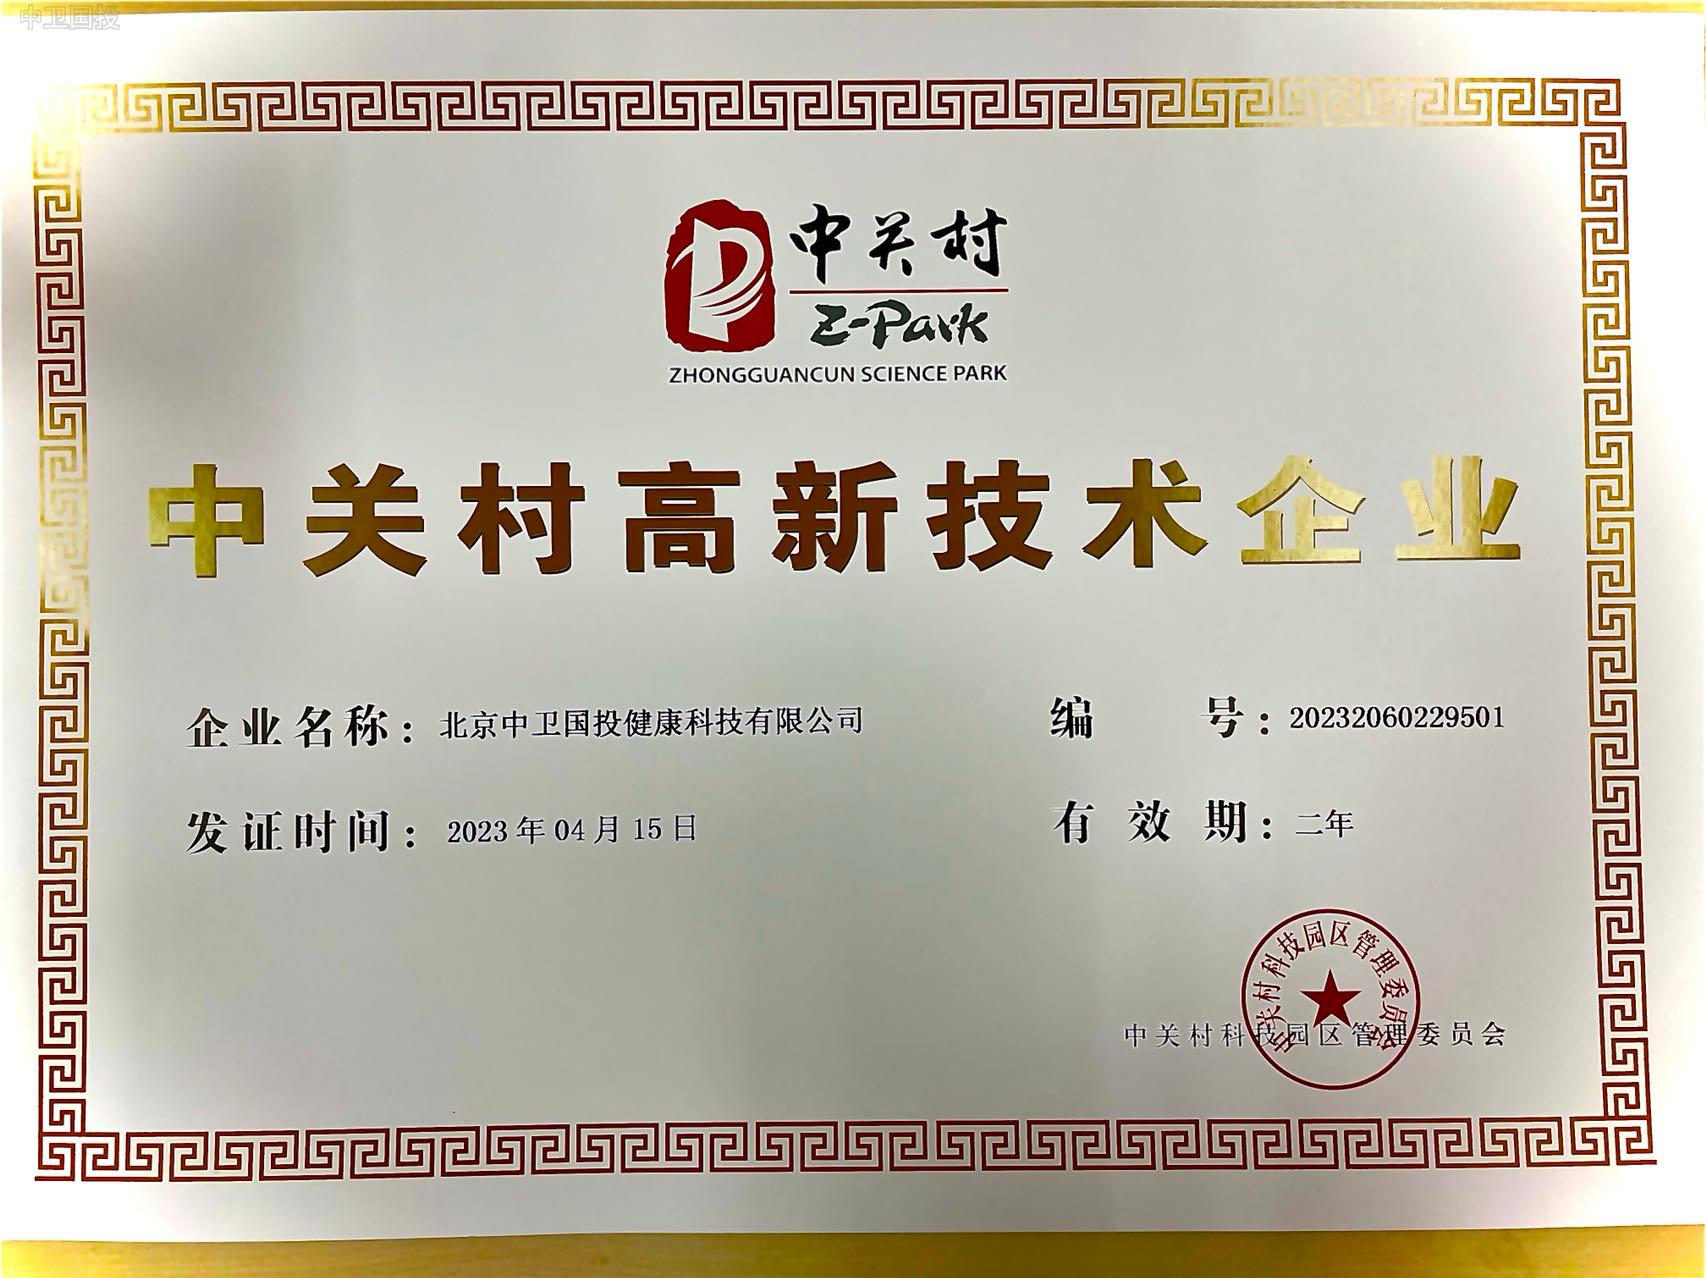 中卫国投
中关村
Z-Park
ZHONGGUANCUN SCIENCE PARK
中关村高新技术企业
企业名称：北京中卫国投健康科技有限公司
编 号：20232060229501
发证时间：2023年04月15日
有 效 期：二年
中关村科技园区管理委员会
中关村科技园区管理委员会